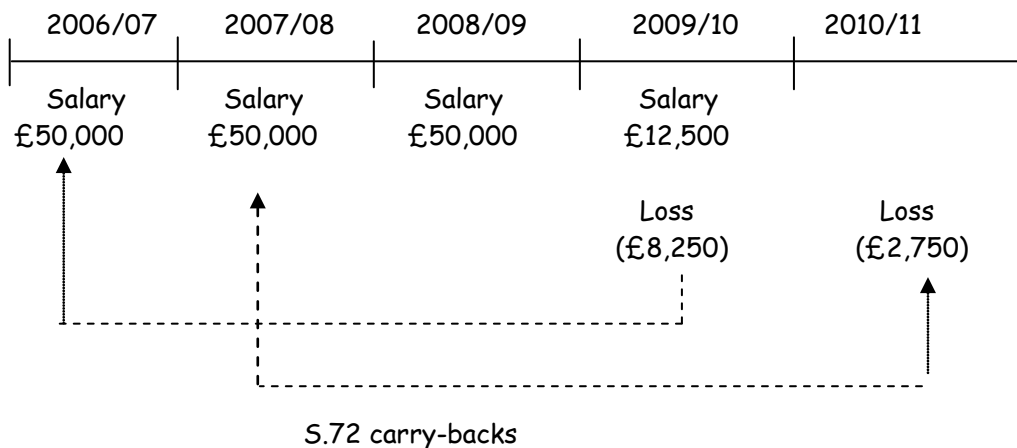 2006/07 2007/08 2008/09 2009/10 2010/11
Salary Salary Salary Salary
£50,000 £50,000 £50,000 £12,500
Loss Loss
(£8,250) (£2,750)
S.72 carry-backs